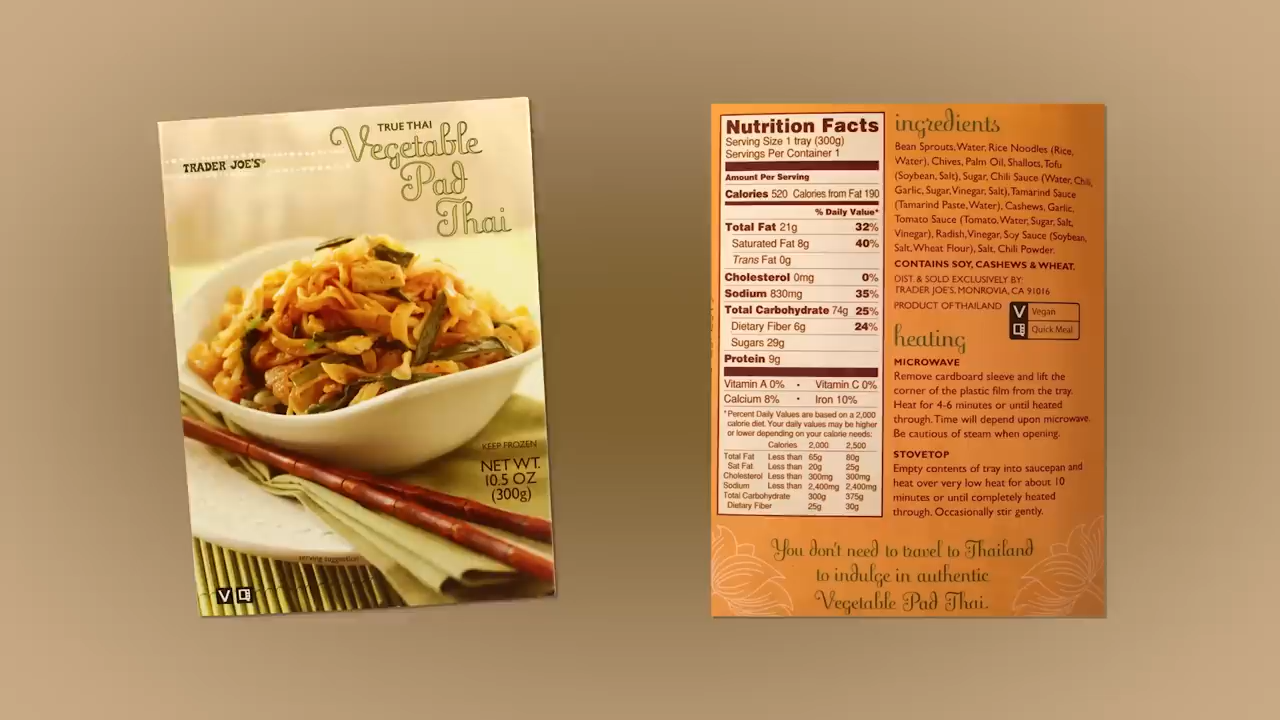 TRUE THAI
Vegetable
Pad
Thai
TRADER JOE'S®
KEEP FROZEN
NET WT.
10.5 OZ
(300g)
serving suggestion
V
Nutrition Facts
Serving Size 1 tray (300g)
Servings Per Container 1
Amount Per Serving
Calories 520 Calories from Fat 190
% Daily Value*
Total Fat 21g 32%
Saturated Fat 8g 40%
Trans Fat 0g
Cholesterol 0mg 0%
Sodium 830mg 35%
Total Carbohydrate 74g 25%
Dietary Fiber 6g 24%
Sugars 29g
Protein 9g
Vitamin A 0% • Vitamin C 0%
Calcium 8% • Iron 10%
*Percent Daily Values are based on a 2,000
calorie diet. Your daily values may be higher
or lower depending on your calorie needs:
Calories 2,000 2,500
Total Fat Less than 65g 80g
Sat Fat Less than 20g 25g
Cholesterol Less than 300mg 300mg
Sodium Less than 2,400mg 2,400mg
Total Carbohydrate 300g 375g
Dietary Fiber 25g 30g
ingredients
Bean Sprouts, Water, Rice Noodles (Rice,
Water), Chives, Palm Oil, Shallots, Tofu
(Soybean, Salt), Sugar, Chili Sauce (Water, Chili,
Garlic, Sugar, Vinegar, Salt), Tamarind Sauce
(Tamarind Paste, Water), Cashews, Garlic,
Tomato Sauce (Tomato, Water, Sugar, Salt,
Vinegar), Radish, Vinegar, Soy Sauce (Soybean,
Salt, Wheat Flour), Salt, Chili Powder.
CONTAINS SOY, CASHEWS & WHEAT.
DIST. & SOLD EXCLUSIVELY BY:
TRADER JOE'S, MONROVIA, CA 91016
PRODUCT OF THAILAND
V Vegan
Quick Meal
heating
MICROWAVE
Remove cardboard sleeve and lift the
corner of the plastic film from the tray.
Heat for 4-6 minutes or until heated
through. Time will depend upon microwave.
Be cautious of steam when opening.
STOVETOP
Empty contents of tray into saucepan and
heat over very low heat for about 10
minutes or until completely heated
through. Occasionally stir gently.
You don't need to travel to Thailand
to indulge in authentic
Vegetable Pad Thai.